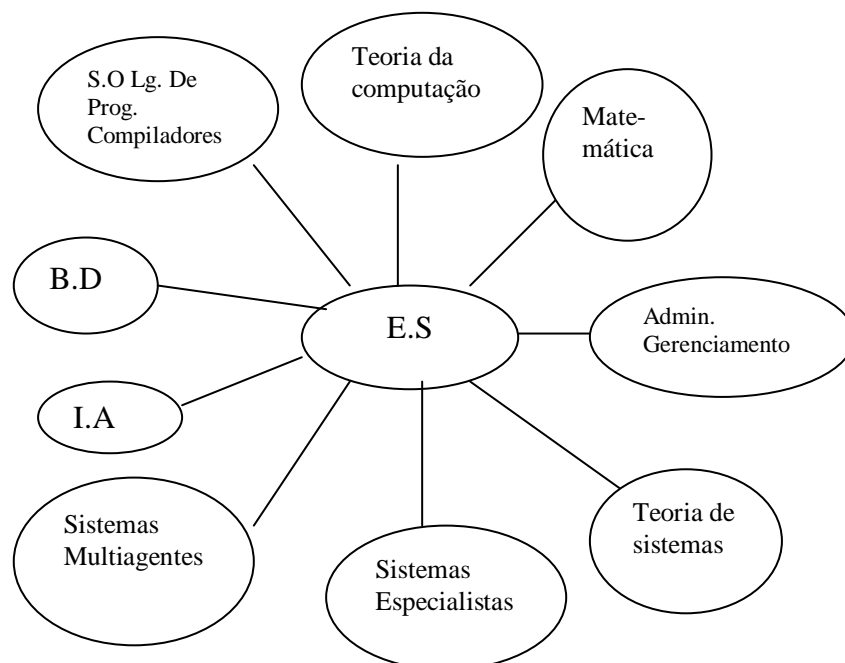 Teoria da
computação
S.O Lg. De
Prog.
Compiladores
Mate-
mática
B.D
E.S
Admin.
Gerenciamento
I.A
Sistemas
Multiagentes
Sistemas
Especialistas
Teoria de
sistemas